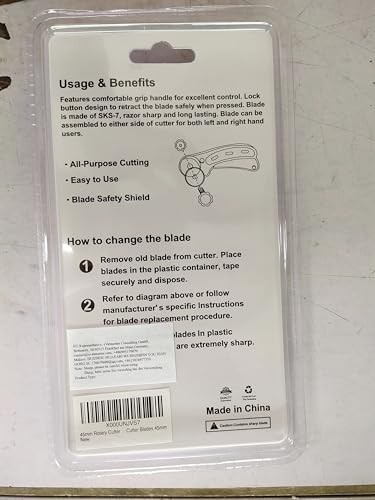 Usage & Benefits
Features comfortable grip handle for excellent control. Lock
button design to retract the blade safely when pressed. Blade
is made of SKS-7, razor sharp and long lasting. Blade can be
assembled to either side of cutter for both left and right hand
users.
• All-Purpose Cutting
• Easy to Use
• Blade Safety Shield
How to change the blade
1 Remove old blade from cutter. Place
blades in the plastic container, tape
securely and dispose.
2 Refer to diagram above or follow
manufacturer's specific Instructions
for blade replacement procedure.
blades in plastic
are extremely sharp.
Made in China
Caution Contains sharp blade
X000UNJVS7
45mm Rotary Cutter Cutter Blades 45mm
New